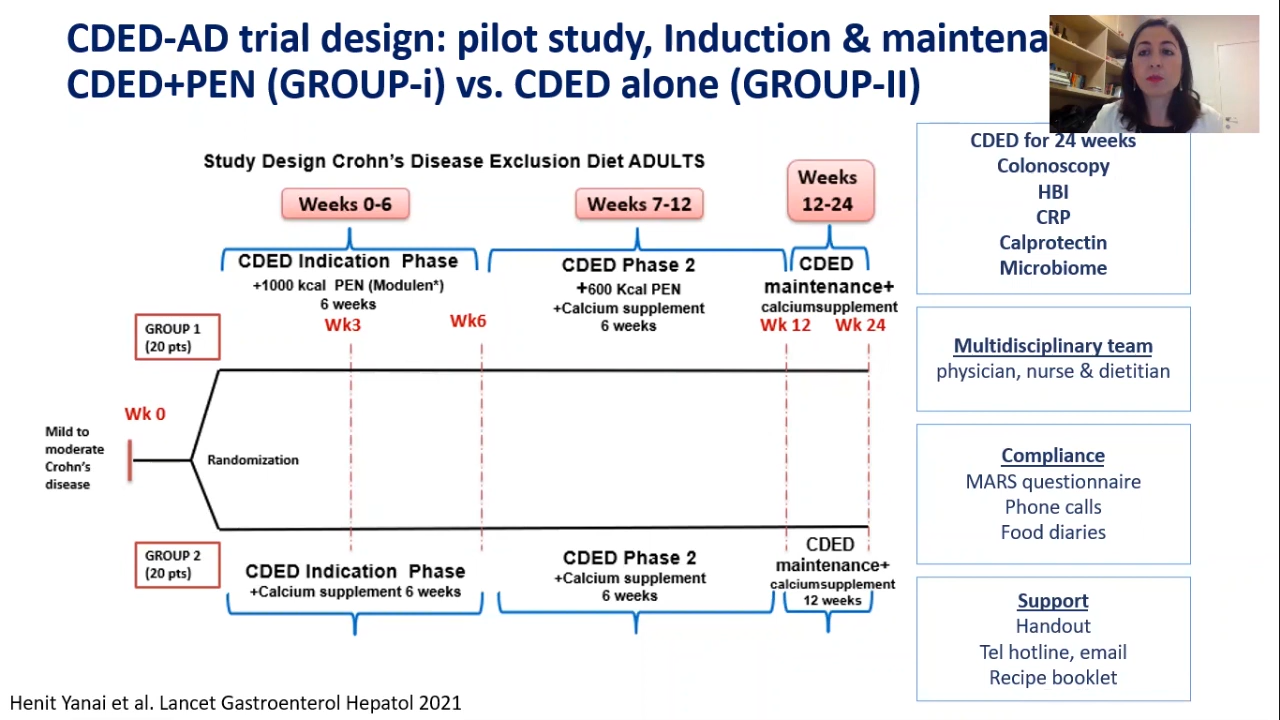 CDED-AD trial design: pilot study, Induction & maintena
CDED+PEN (GROUP-i) vs. CDED alone (GROUP-II)
Study Design Crohn's Disease Exclusion Diet ADULTS
Weeks 0-6
Weeks 7-12
Weeks
12-24
CDED Indication Phase
+1000 kcal PEN (Modulen*)
6 weeks
CDED Phase 2
+600 Kcal PEN
+Calcium supplement
6 weeks
CDED
maintenance+
calciumsupplement
Wk3
Wk6
Wk 12
Wk 24
GROUP 1
(20 pts)
Wk 0
Mild to
moderate
Crohn's
disease
Randomization
GROUP 2
(20 pts)
CDED Indication Phase
+Calcium supplement 6 weeks
CDED Phase 2
+Calcium supplement
6 weeks
CDED
maintenance+
calciumsupplement
12 weeks
CDED for 24 weeks
Colonoscopy
HBI
CRP
Calprotectin
Microbiome
Multidisciplinary team
physician, nurse & dietitian
Compliance
MARS questionnaire
Phone calls
Food diaries
Support
Handout
Tel hotline, email
Recipe booklet
Henit Yanai et al. Lancet Gastroenterol Hepatol 2021